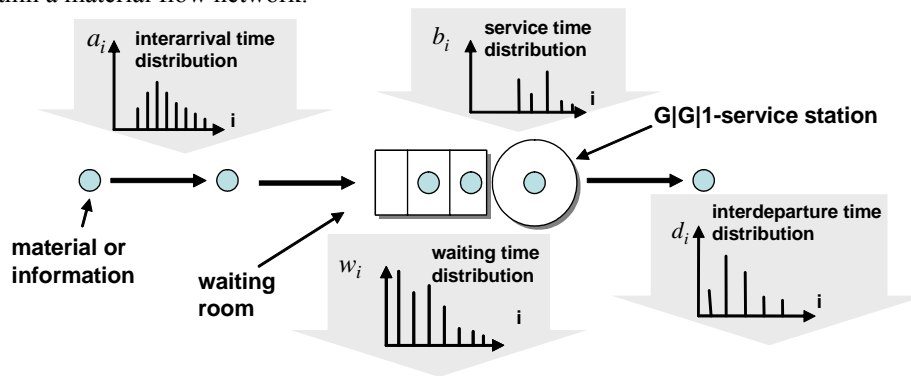 a_i
interarrival time
distribution
i
b_i
service time
distribution
i
G|G|1-service station
material or
information
waiting
room
w_i
waiting time
distribution
i
d_i
interdeparture time
distribution
i